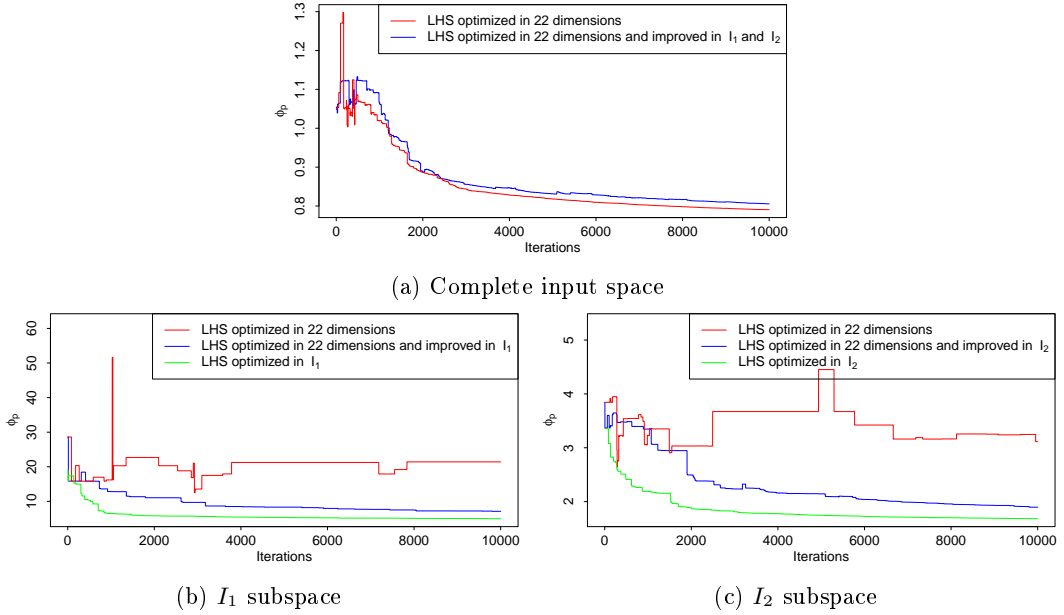 LHS optimized in 22 dimensions
LHS optimized in 22 dimensions and improved in I₁ and I₂
1.3
1.2
1.1
1.0
0.9
0.8
ϕₚ
0 2000 4000 6000 8000 10000
Iterations
(a) Complete input space
LHS optimized in 22 dimensions
LHS optimized in 22 dimensions and improved in I₁
LHS optimized in I₁
60
50
40
30
20
10
ϕₚ
0 2000 4000 6000 8000 10000
Iterations
(b) I₁ subspace
LHS optimized in 22 dimensions
LHS optimized in 22 dimensions and improved in I₂
LHS optimized in I₂
5
4
3
2
ϕₚ
0 2000 4000 6000 8000 10000
Iterations
(c) I₂ subspace